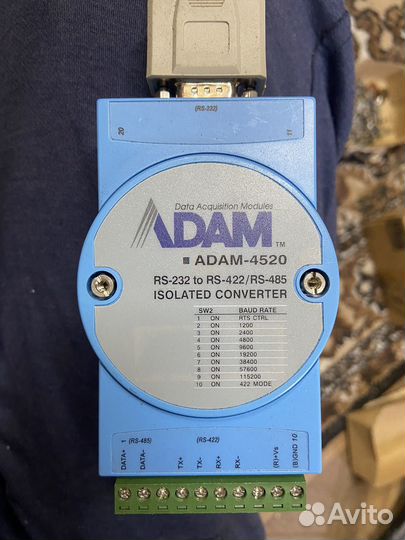 (RS-232)
20
11
Data Acquisition Modules
ADAM™
■ ADAM-4520
RS-232 to RS-422/RS-485
ISOLATED CONVERTER
SW2 BAUD RATE
1 ON RTS CTRL
2 ON 1200
3 ON 2400
4 ON 4800
5 ON 9600
6 ON 19200
7 ON 38400
8 ON 57600
9 ON 115200
10 ON 422 MODE
1 (RS-485) (RS-422) 10
DATA+ DATA- TX+ TX- RX+ RX- (R)+Vs (B)GND
Avito